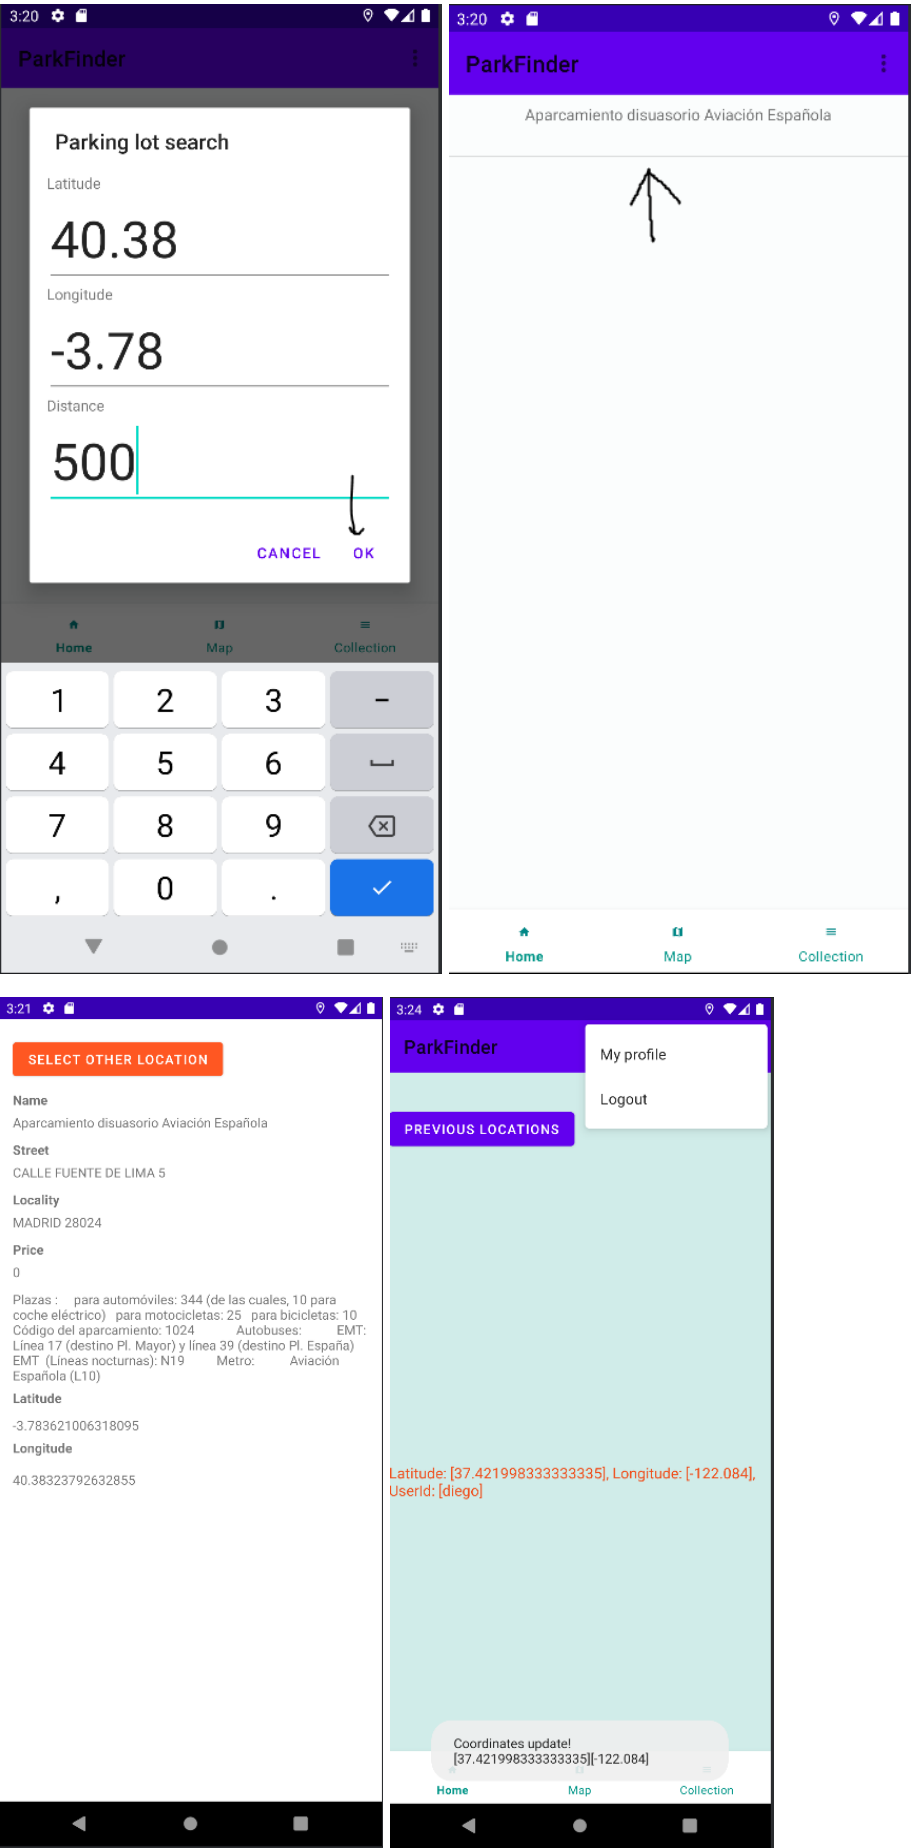 3:20
ParkFinder
Parking lot search
Latitude
40.38
Longitude
-3.78
Distance
500
CANCEL OK
Home Map Collection
1 2 3 -
4 5 6
7 8 9
, 0 .
3:20
ParkFinder
Aparcamiento disuasorio Aviación Española
Home Map Collection
3:21
SELECT OTHER LOCATION
Name
Aparcamiento disuasorio Aviación Española
Street
CALLE FUENTE DE LIMA 5
Locality
MADRID 28024
Price
0
Plazas : para automóviles: 344 (de las cuales, 10 para
coche eléctrico) para motocicletas: 25 para bicicletas: 10
Código del aparcamiento: 1024 Autobuses: EMT:
Línea 17 (destino Pl. Mayor) y línea 39 (destino Pl. España)
EMT (Líneas nocturnas): N19 Metro: Aviación
Española (L10)
Latitude
-3.783621006318095
Longitude
40.38323792632855
3:24
ParkFinder
My profile
Logout
PREVIOUS LOCATIONS
Latitude: [37.421998333333335], Longitude: [-122.084],
UserId: [diego]
Coordinates update!
[37.421998333333335][-122.084]
Home Map Collection